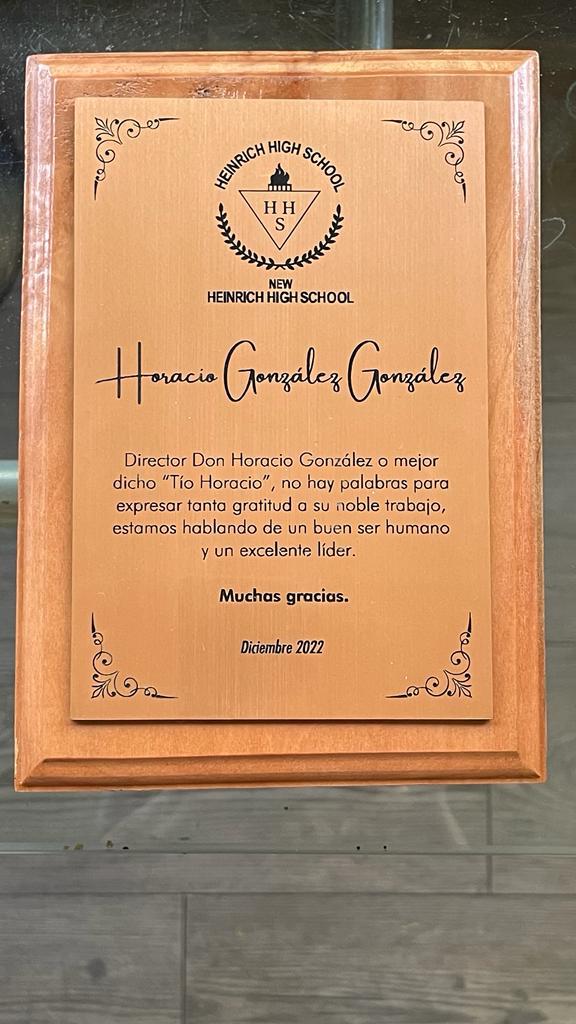 HEINRICH HIGH SCHOOL
H H
S
NEW
HEINRICH HIGH SCHOOL
Horacio González González
Director Don Horacio González o mejor
dicho “Tío Horacio”, no hay palabras para
expresar tanta gratitud a su noble trabajo,
estamos hablando de un buen ser humano
y un excelente líder.
Muchas gracias.
Diciembre 2022